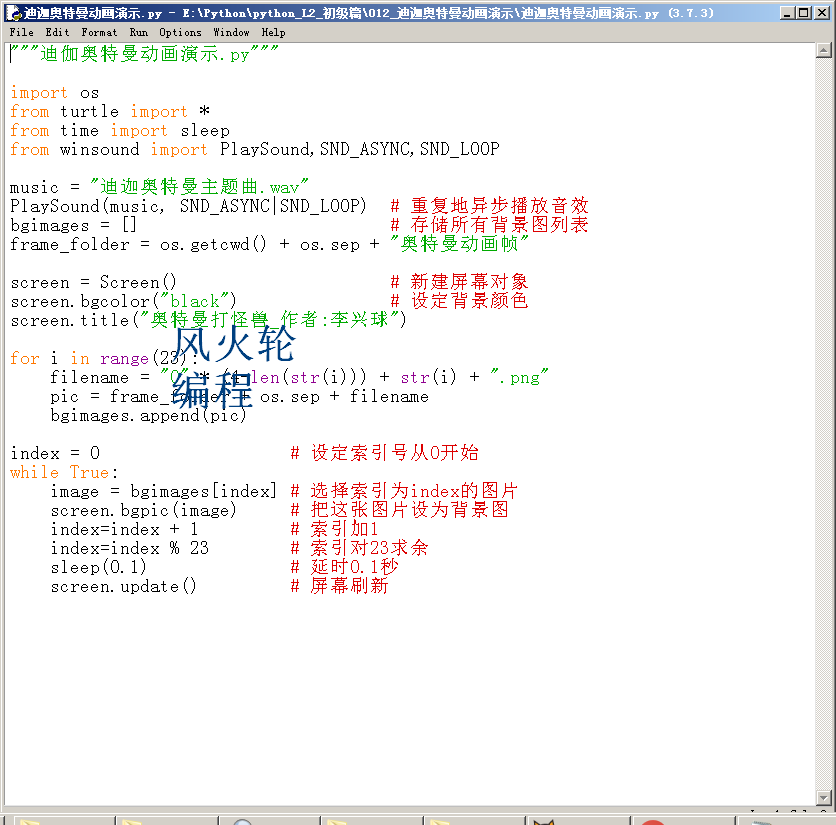 迪迦奥特曼动画演示.py - E:\Python\python_L2_初级篇\012_迪迦奥特曼动画演示\迪迦奥特曼动画演示.py (3.7.3)
File Edit Format Run Options Window Help
"""迪伽奥特曼动画演示.py"""
import os
from turtle import *
from time import sleep
from winsound import PlaySound,SND_ASYNC,SND_LOOP
music = "迪迦奥特曼主题曲.wav"
PlaySound(music, SND_ASYNC|SND_LOOP)  # 重复地异步播放音效
bgimages = []                         # 存储所有背景图列表
frame_folder = os.getcwd() + os.sep + "奥特曼动画帧"
screen = Screen()                     # 新建屏幕对象
screen.bgcolor("black")               # 设定背景颜色
screen.title("奥特曼打怪兽_作者:李兴球")
风火轮
for i in range(23):
    filename = "0" * (4-len(str(i))) + str(i) + ".png"
编程
    pic = frame_folder + os.sep + filename
    bgimages.append(pic)
index = 0                   # 设定索引号从0开始
while True:
    image = bgimages[index] # 选择索引为index的图片
    screen.bgpic(image)     # 把这张图片设为背景图
    index=index + 1         # 索引加1
    index=index % 23        # 索引对23求余
    sleep(0.1)              # 延时0.1秒
    screen.update()         # 屏幕刷新